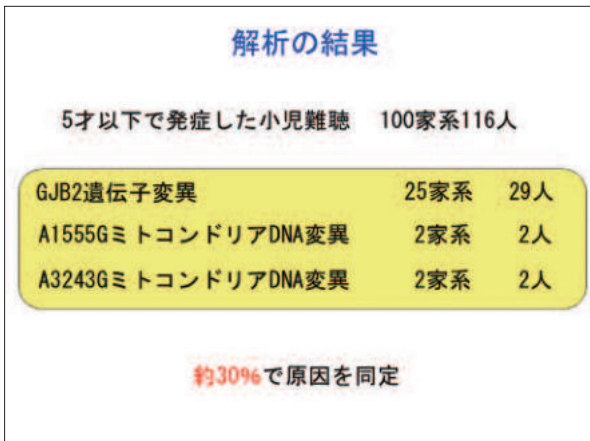 解析の結果
5才以下で発症した小児難聴 100家系116人
GJB2遺伝子変異 25家系 29人
A1555GミトコンドリアDNA変異 2家系 2人
A3243GミトコンドリアDNA変異 2家系 2人
約30%で原因を同定